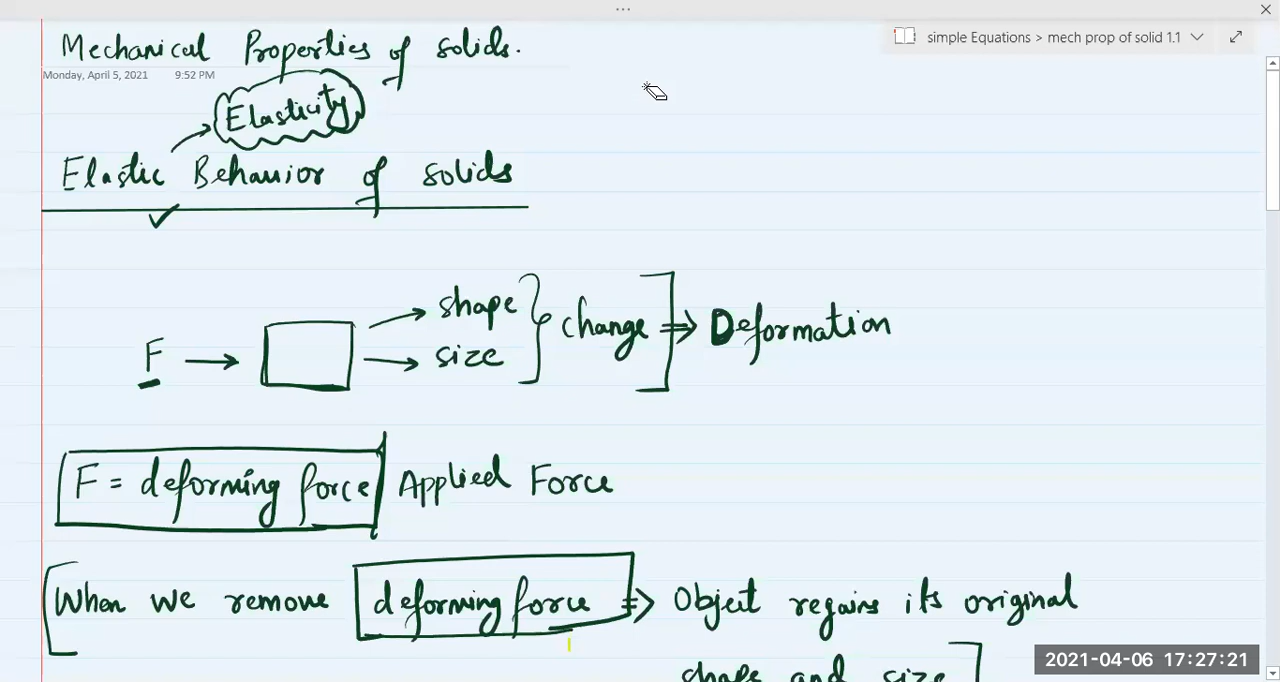 Mechanical Properties of solids.
simple Equations > mech prop of solid 1.1
Monday, April 5, 2021 9:52 PM
Elasticity
Elastic Behavior of solids
shape
size
change
Deformation
F
F = deforming force Applied Force
When we remove deforming force => Object regains its original
shape and size
2021-04-06 17:27:21